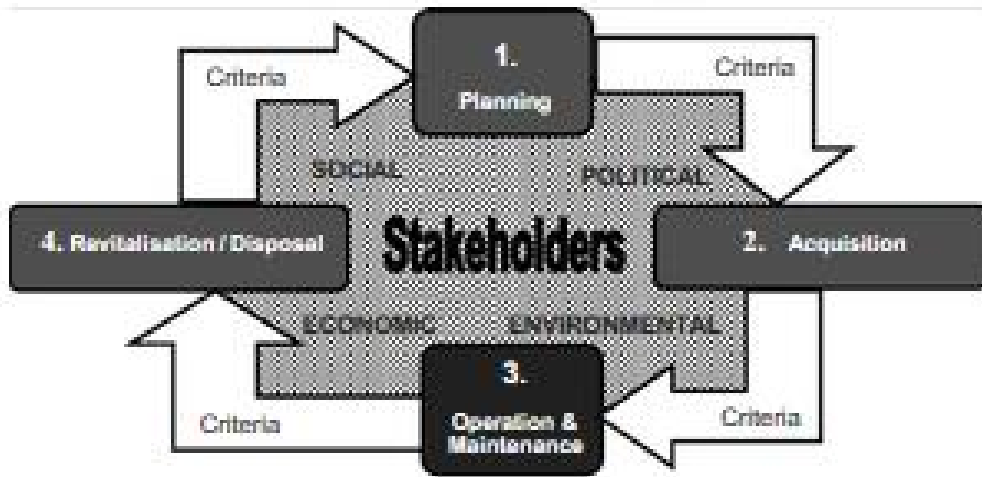 1.
Planning
Criteria
Criteria
SOCIAL
POLITICAL
4. Revitalisation / Disposal
Stakeholders
2. Acquisition
ECONOMIC
ENVIRONMENTAL
3.
Operation &
Maintenance
Criteria
Criteria